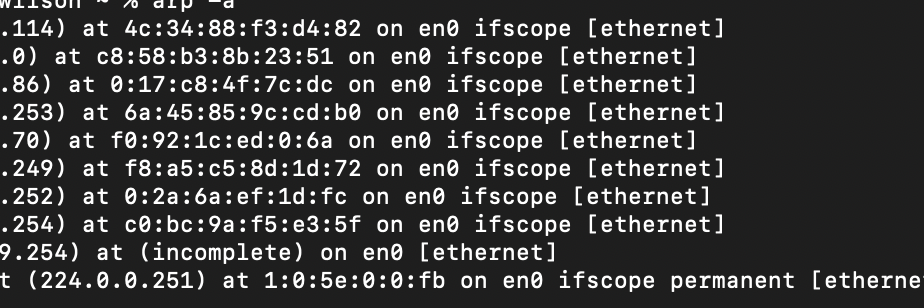 wilson ~ % arp -a
.114) at 4c:34:88:f3:d4:82 on en0 ifscope [ethernet]
.0) at c8:58:b3:8b:23:51 on en0 ifscope [ethernet]
.86) at 0:17:c8:4f:7c:dc on en0 ifscope [ethernet]
.253) at 6a:45:85:9c:cd:b0 on en0 ifscope [ethernet]
.70) at f0:92:1c:ed:0:6a on en0 ifscope [ethernet]
.249) at f8:a5:c5:8d:1d:72 on en0 ifscope [ethernet]
.252) at 0:2a:6a:ef:1d:fc on en0 ifscope [ethernet]
.254) at c0:bc:9a:f5:e3:5f on en0 ifscope [ethernet]
9.254) at (incomplete) on en0 [ethernet]
t (224.0.0.251) at 1:0:5e:0:0:fb on en0 ifscope permanent [etherne